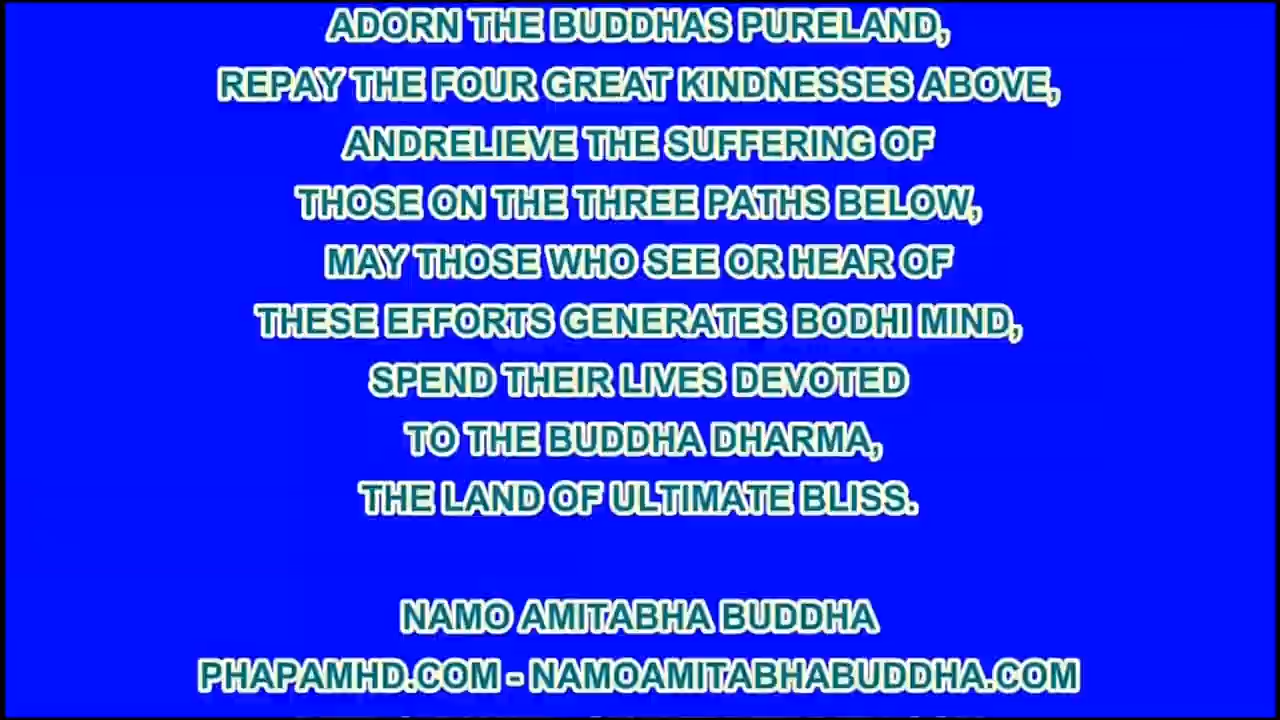 ADORN THE BUDDHAS PURELAND,
REPAY THE FOUR GREAT KINDNESSES ABOVE,
ANDRELIEVE THE SUFFERING OF
THOSE ON THE THREE PATHS BELOW,
MAY THOSE WHO SEE OR HEAR OF
THESE EFFORTS GENERATES BODHI MIND,
SPEND THEIR LIVES DEVOTED
TO THE BUDDHA DHARMA,
THE LAND OF ULTIMATE BLISS.
NAMO AMITABHA BUDDHA
PHAPAMHD.COM - NAMOAMITABHABUDDHA.COM